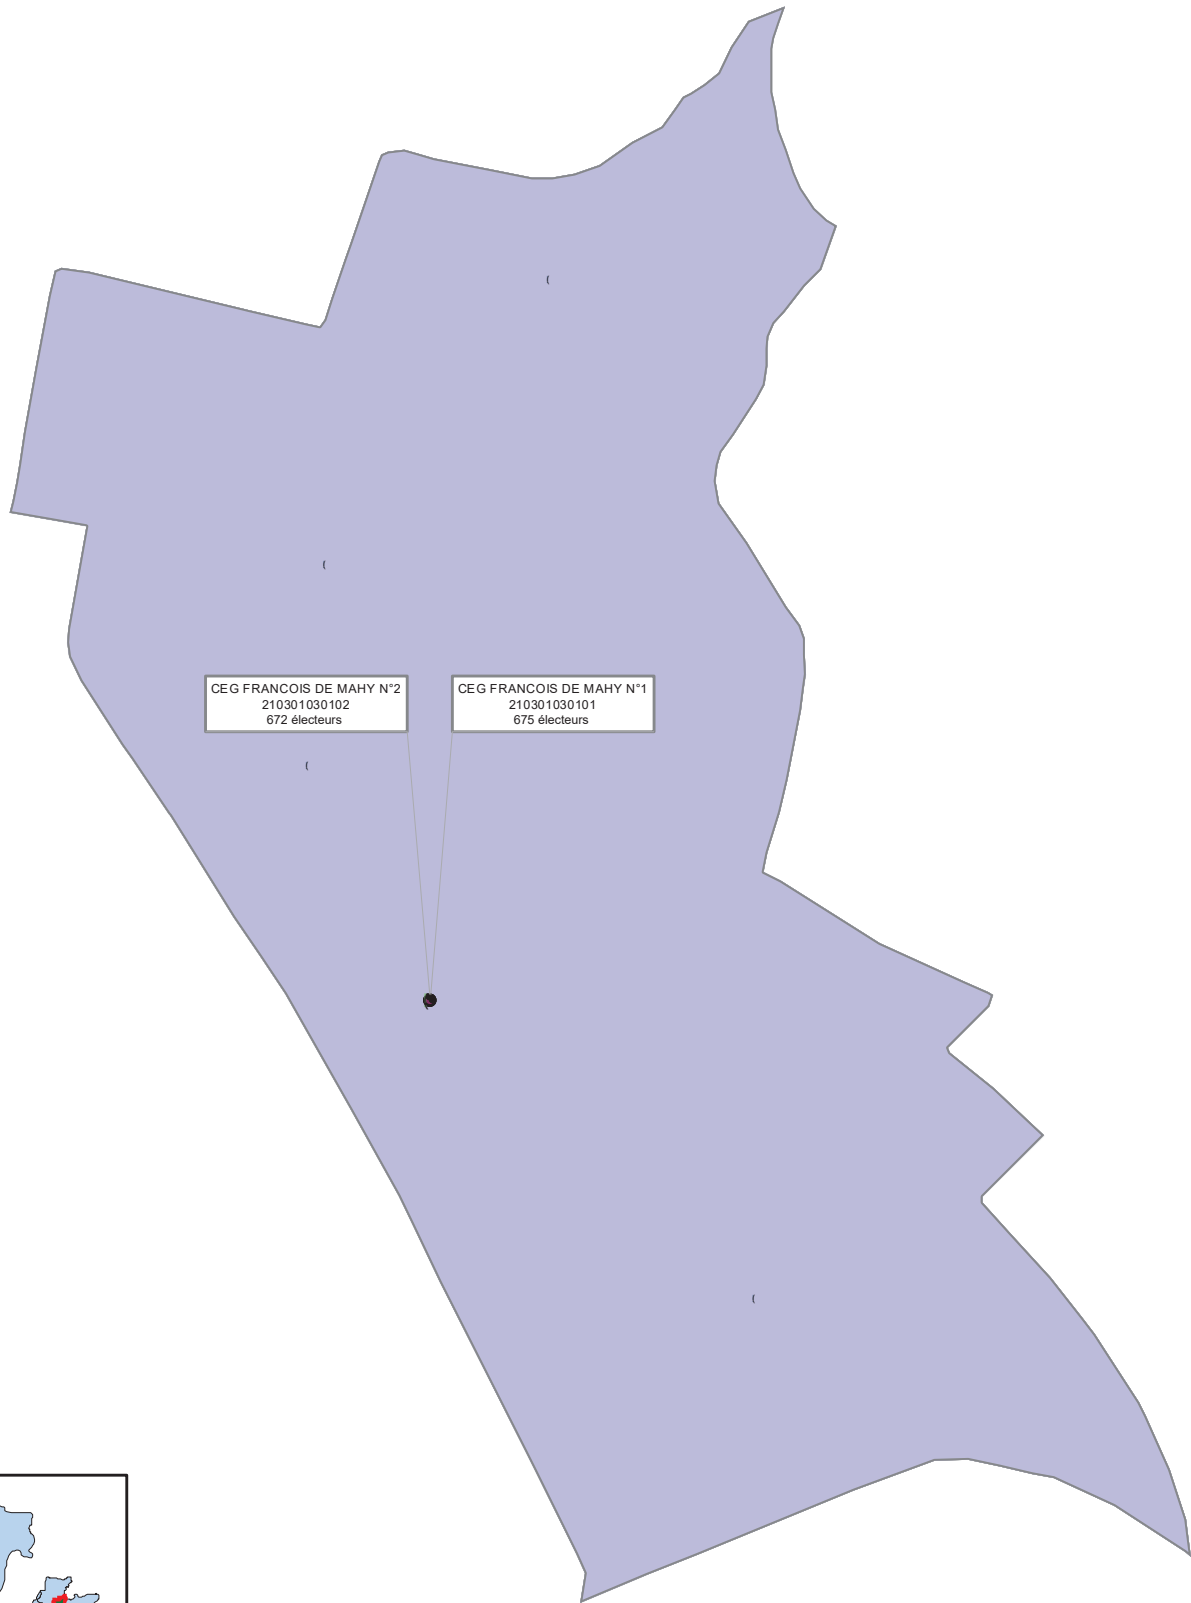 CEG FRANCOIS DE MAHY N°2
210301030102
672 électeurs
CEG FRANCOIS DE MAHY N°1
210301030101
675 électeurs